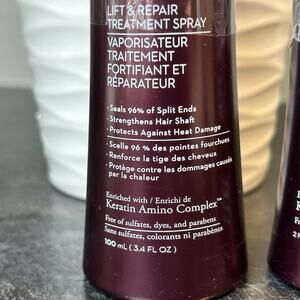 LIFT & REPAIR
TREATMENT SPRAY
VAPORISATEUR
TRAITEMENT
FORTIFIANT ET
RÉPARATEUR
• Seals 96% of Split Ends
• Strengthens Hair Shaft
• Protects Against Heat Damage
• Scelle 96 % des pointes fourchues
• Renforce la tige des cheveux
• Protège contre les dommages causés
par la chaleur
Enriched with / Enrichi de
Keratin Amino Complex™
Free of sulfates, dyes, and parabens
Sans sulfates, colorants ni parabènes
100 mL ( 3.4 FL OZ )